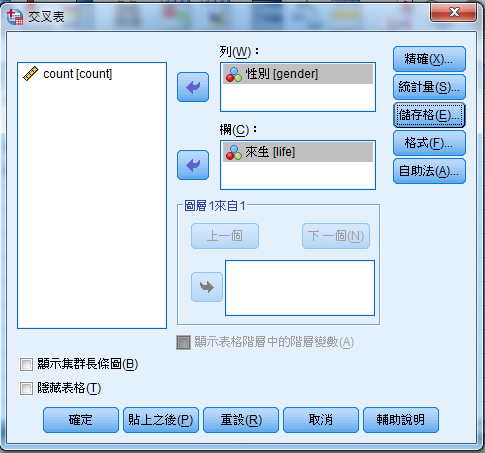 交叉表
列(W)：
count [count]
性別 [gender]
精確(X)...
統計量(S)...
儲存格(E)...
欄(C)：
格式(F)...
來生 [life]
自助法(A)...
圖層 1來自1
上一個
下一個(N)
顯示表格階層中的階層變數(A)
顯示集群長條圖(B)
隱藏表格(T)
確定
貼上之後(P)
重設(R)
取消
輔助說明